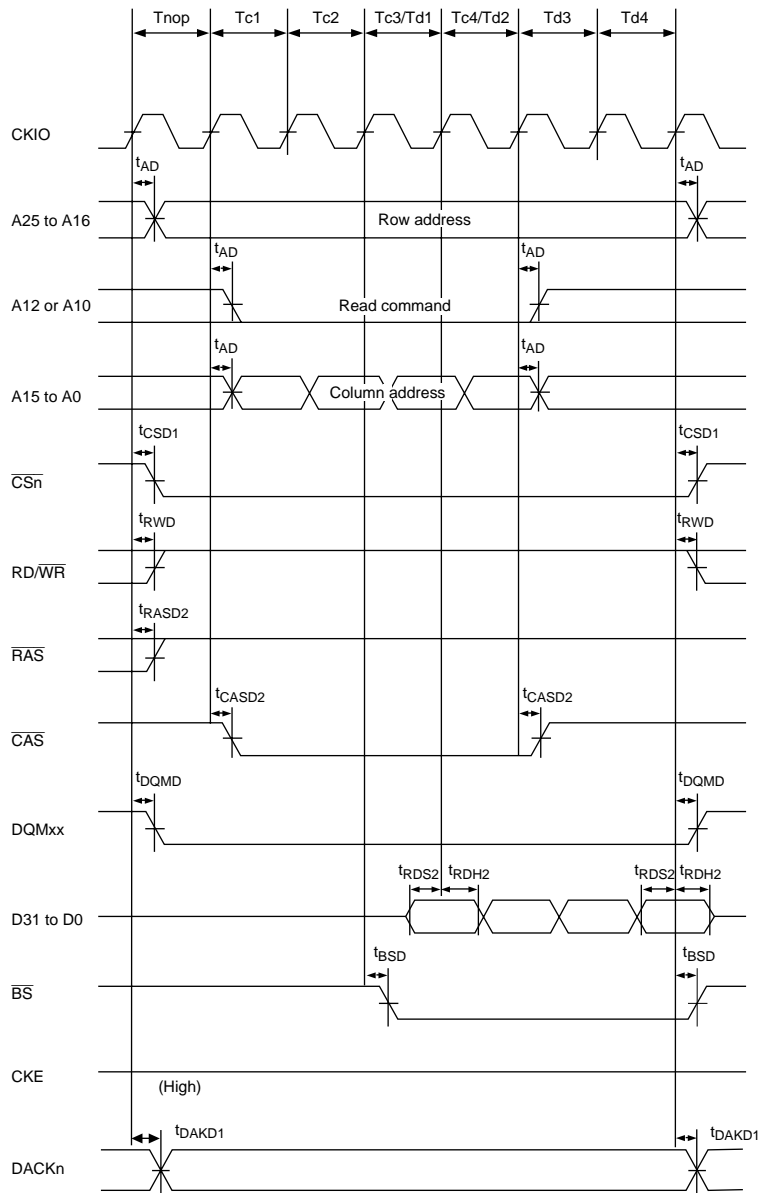 Tnop Tc1 Tc2 Tc3/Td1 Tc4/Td2 Td3 Td4
CKIO
tAD tAD
A25 to A16 Row address
tAD tAD
A12 or A10 Read command
tAD tAD
A15 to A0 Column address
tCSD1 tCSD1
CSn
tRWD tRWD
RD/WR
tRASD2
RAS
tCASD2 tCASD2
CAS
tDQMD tDQMD
DQMxx
tRDS2 tRDH2 tRDS2 tRDH2
D31 to D0
tBSD tBSD
BS
CKE
(High)
tDAKD1 tDAKD1
DACKn